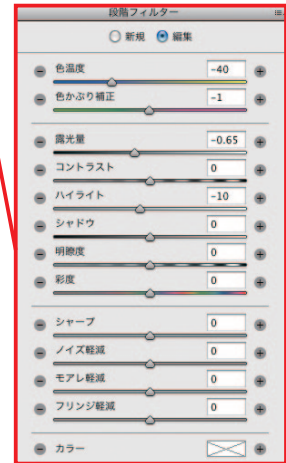 段階フィルター
新規 編集
色温度 -40
色かぶり補正 -1
露光量 -0.65
コントラスト 0
ハイライト -10
シャドウ 0
明瞭度 0
彩度 0
シャープ 0
ノイズ軽減 0
モアレ軽減 0
フリンジ軽減 0
カラー